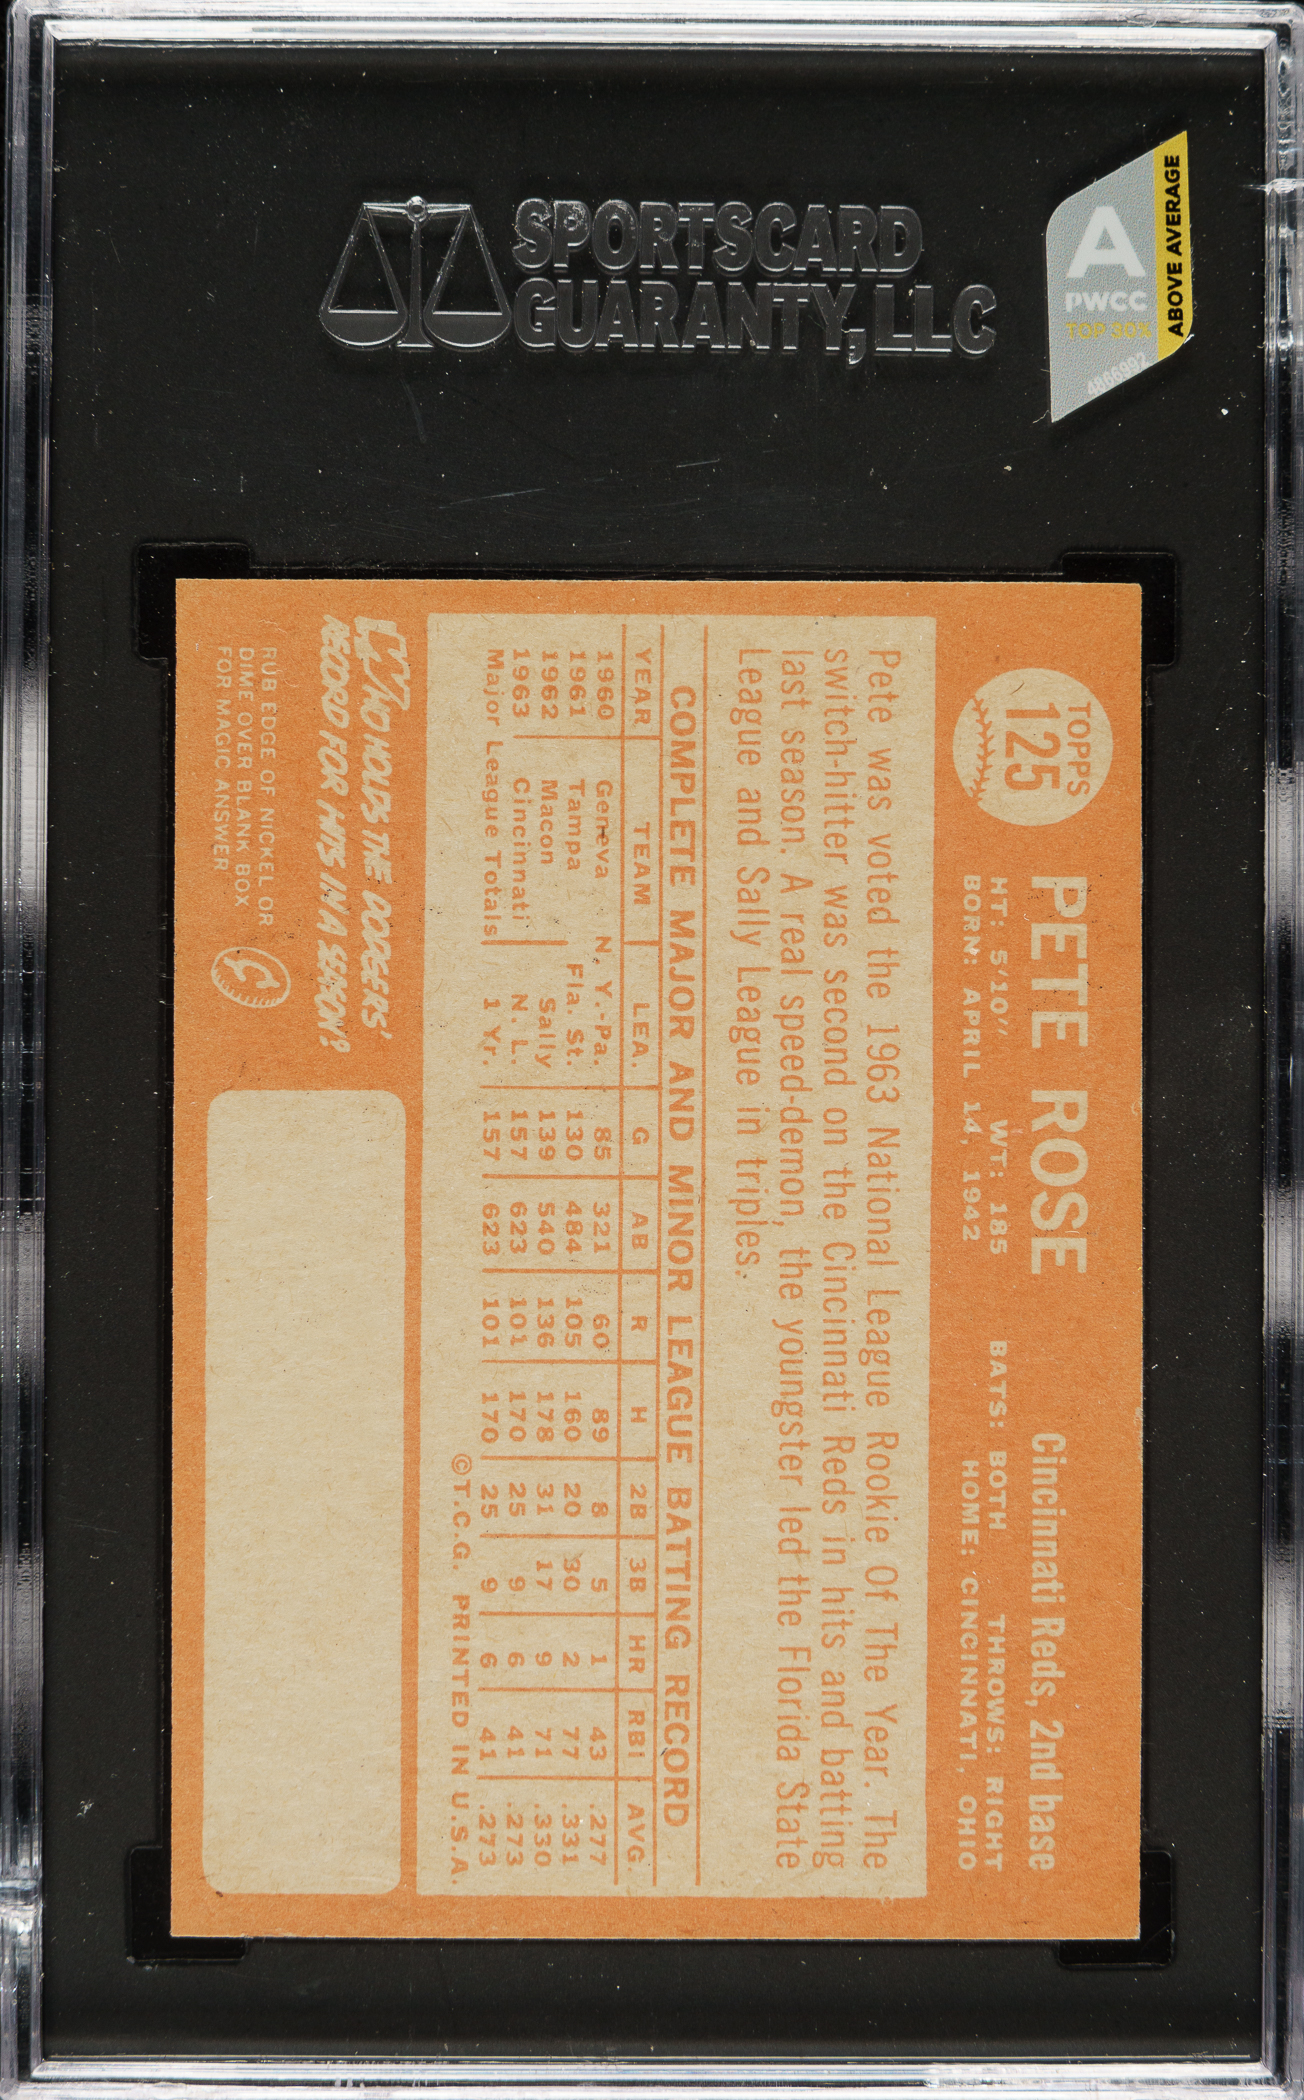 SPORTSCARD
GUARANTY, LLC
A
PWCC
TOP 30%
ABOVE AVERAGE
4866992
TOPPS
125
PETE ROSE
Cincinnati Reds, 2nd base
HT: 5'10" WT: 185 BATS: BOTH THROWS: RIGHT
BORN: APRIL 14, 1942 HOME: CINCINNATI, OHIO
Pete was voted the 1963 National League Rookie Of The Year. The
switch-hitter was second on the Cincinnati Reds in hits and batting
last season. A real speed-demon, the youngster led the Florida State
League and Sally League in triples.
COMPLETE MAJOR AND MINOR LEAGUE BATTING RECORD
YEAR TEAM LEA. G AB R H 2B 3B HR RBI AVG.
1960 Geneva N. Y.-Pa. 85 321 60 89 8 5 1 43 .277
1961 Tampa Fla. St. 130 484 105 160 20 30 2 77 .331
1962 Macon Sally 139 540 136 178 31 17 9 71 .330
1963 Cincinnati N. L. 157 623 101 170 25 9 6 41 .273
Major League Totals 1 Yr. 157 623 101 170 25 9 6 41 .273
©T.C.G. PRINTED IN U.S.A.
WHO HOLDS THE DODGERS'
RECORD FOR HITS IN A SEASON?
RUB EDGE OF NICKEL OR
DIME OVER BLANK BOX
FOR MAGIC ANSWER